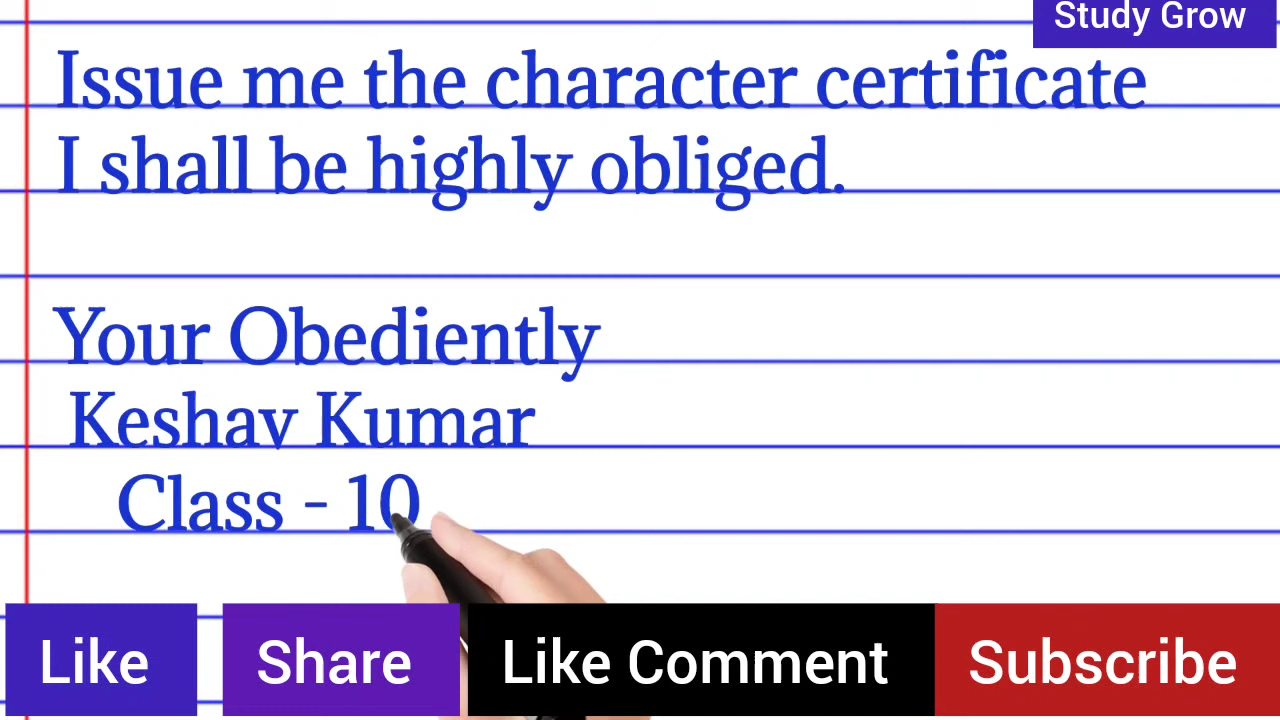 Study Grow
Issue me the character certificate
I shall be highly obliged.
Your Obediently
Keshav Kumar
Class - 10
Like
Share
Like Comment
Subscribe